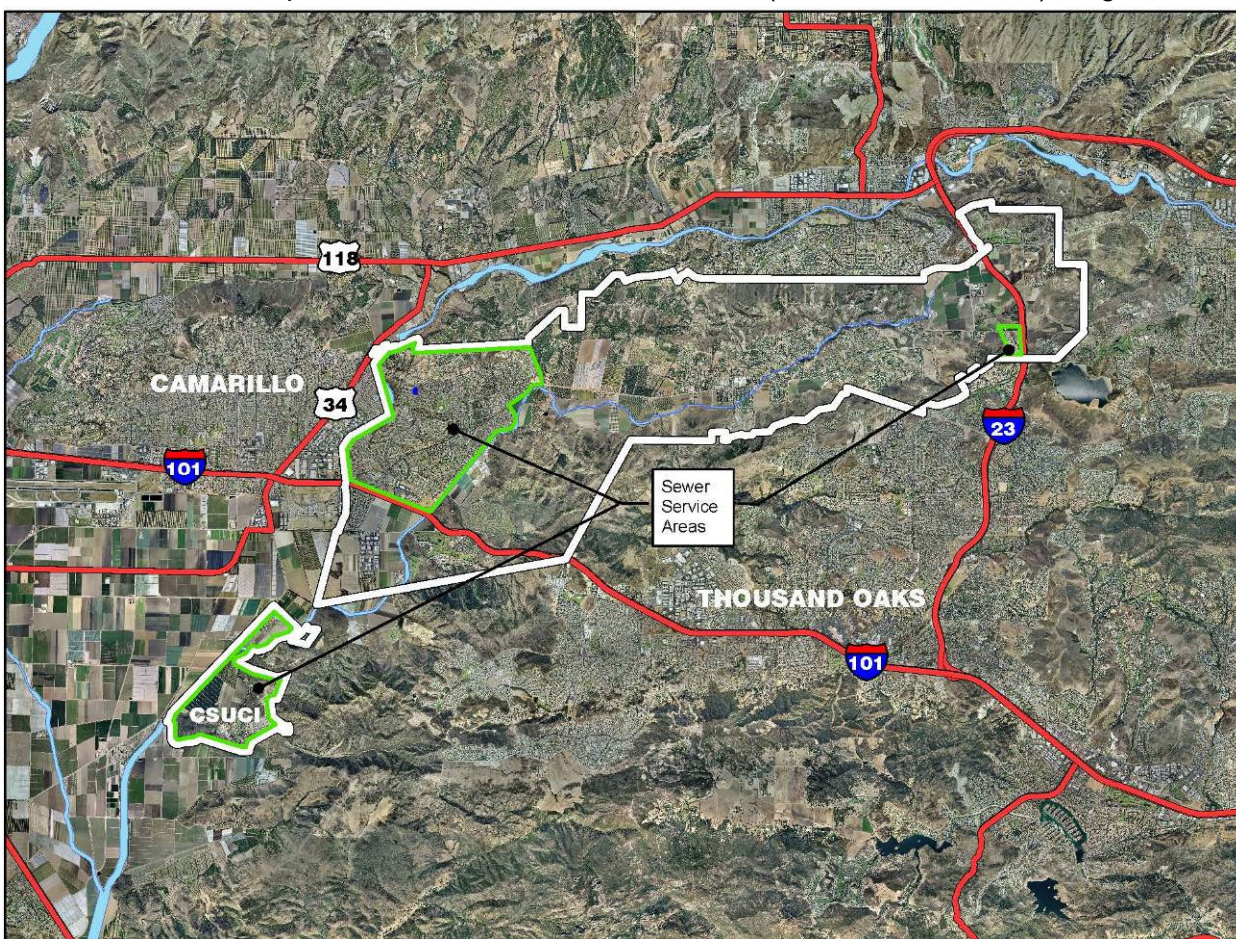 118
CAMARILLO
34
101
23
Sewer
Service
Areas
THOUSAND OAKS
101
CSUCI